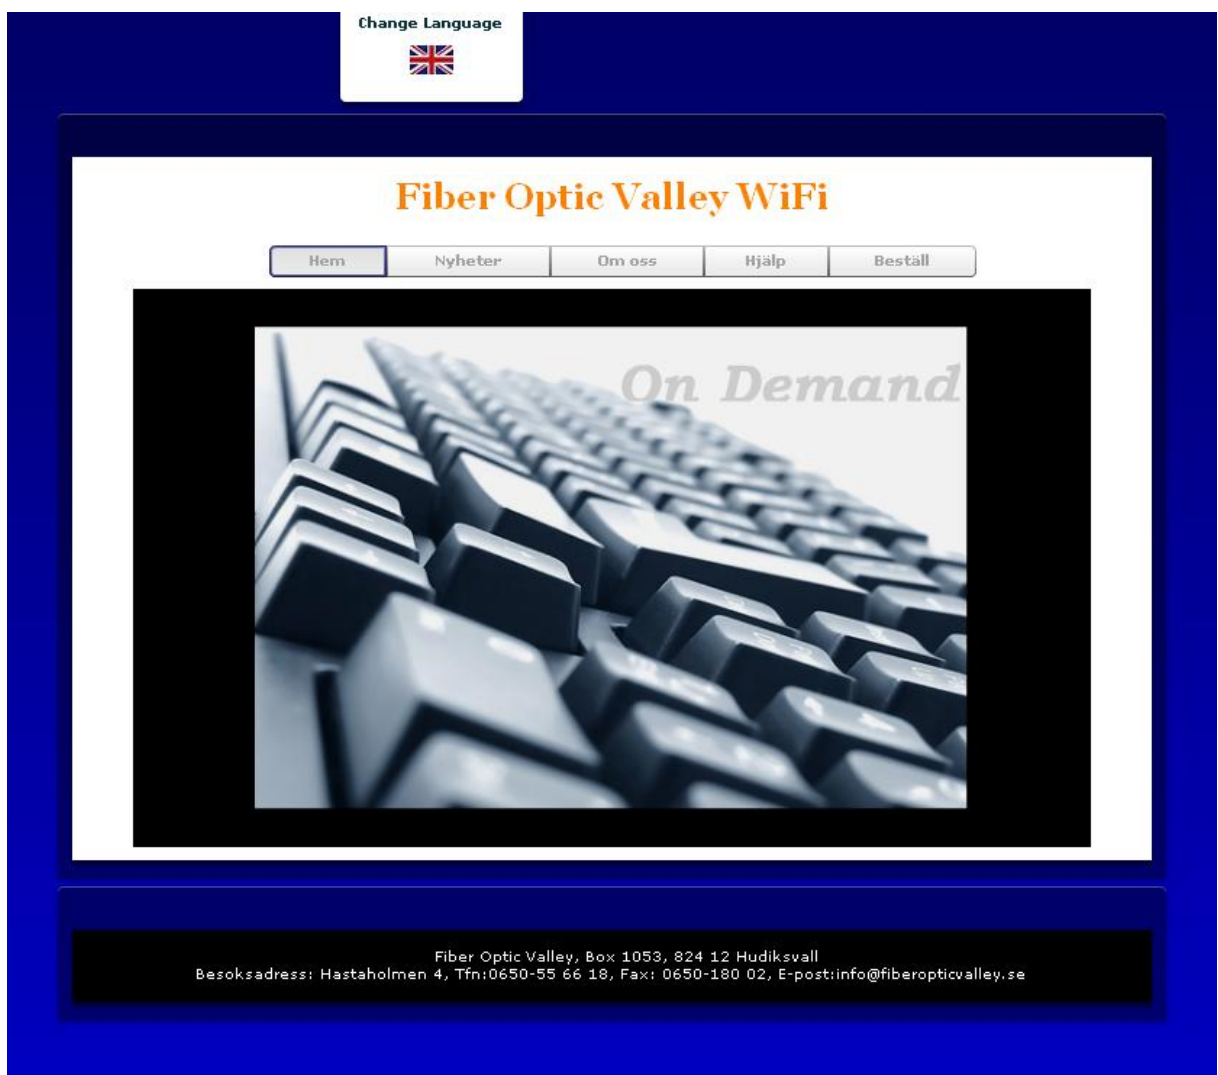 Change Language
Fiber Optic Valley WiFi
Hem Nyheter Om oss Hjälp Beställ
On Demand
Fiber Optic Valley, Box 1053, 824 12 Hudiksvall
Besoksadress: Hastaholmen 4, Tfn:0650-55 66 18, Fax: 0650-180 02, E-post:info@fiberopticvalley.se